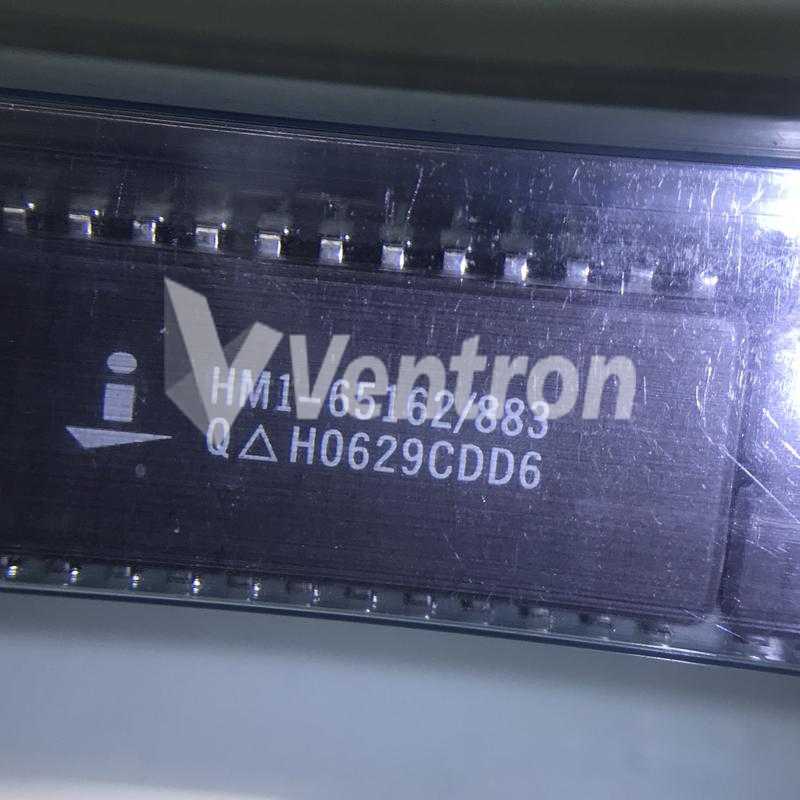 Ventron
HM1-65162/883
Q △ H0629CDD6